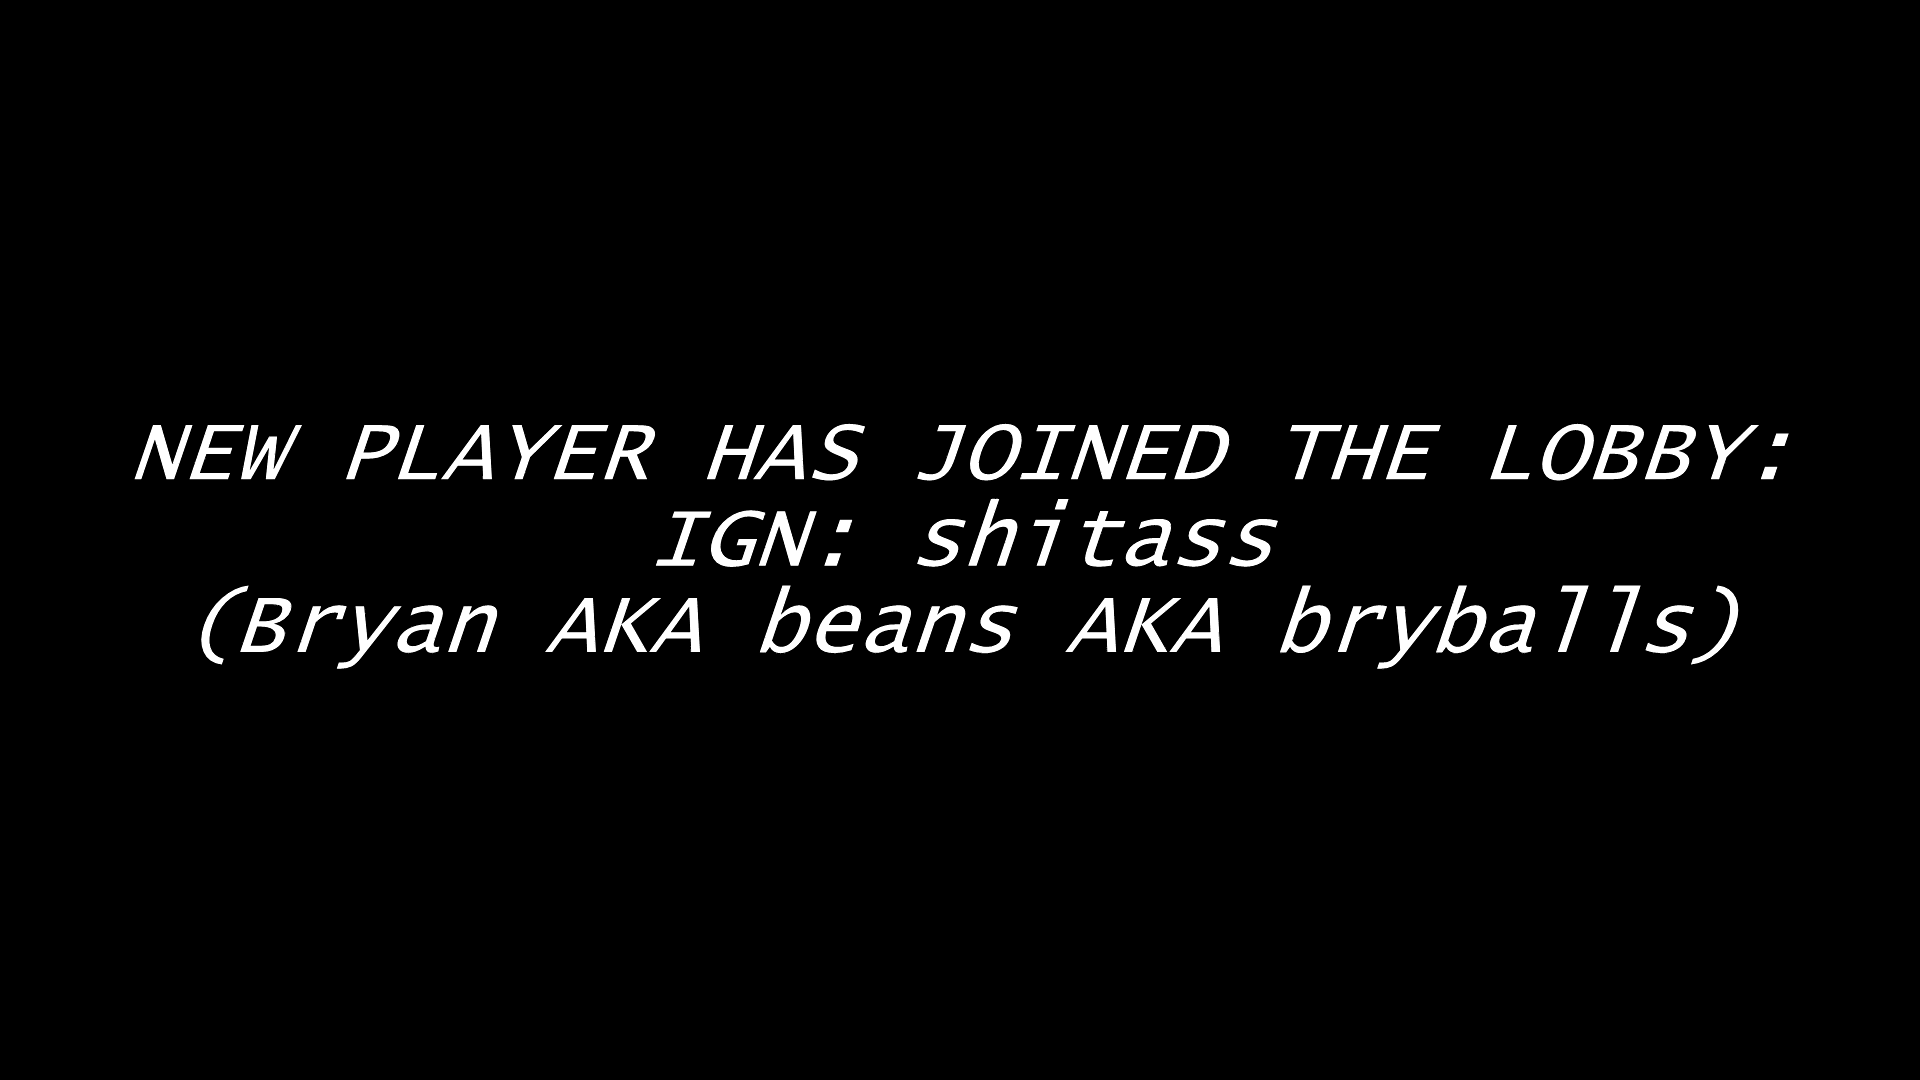 NEW PLAYER HAS JOINED THE LOBBY:
IGN: shitass
(Bryan AKA beans AKA bryballs)